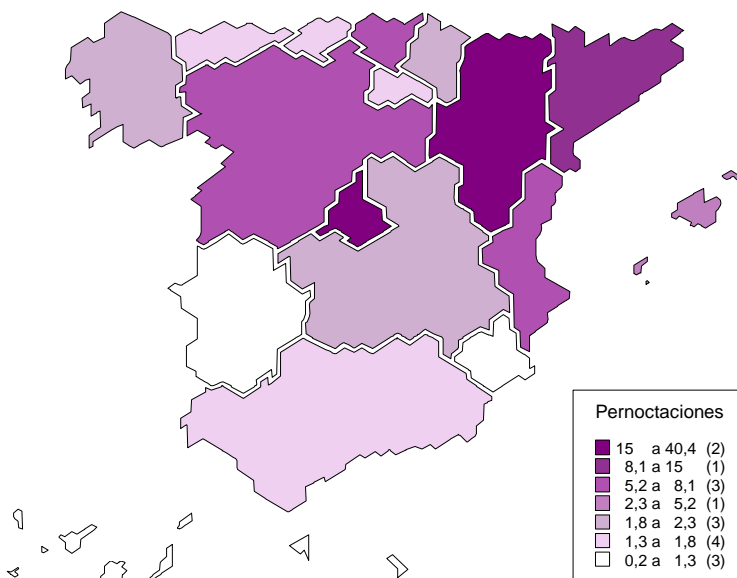 Pernoctaciones
15 a 40,4 (2)
8,1 a 15 (1)
5,2 a 8,1 (3)
2,3 a 5,2 (1)
1,8 a 2,3 (3)
1,3 a 1,8 (4)
0,2 a 1,3 (3)